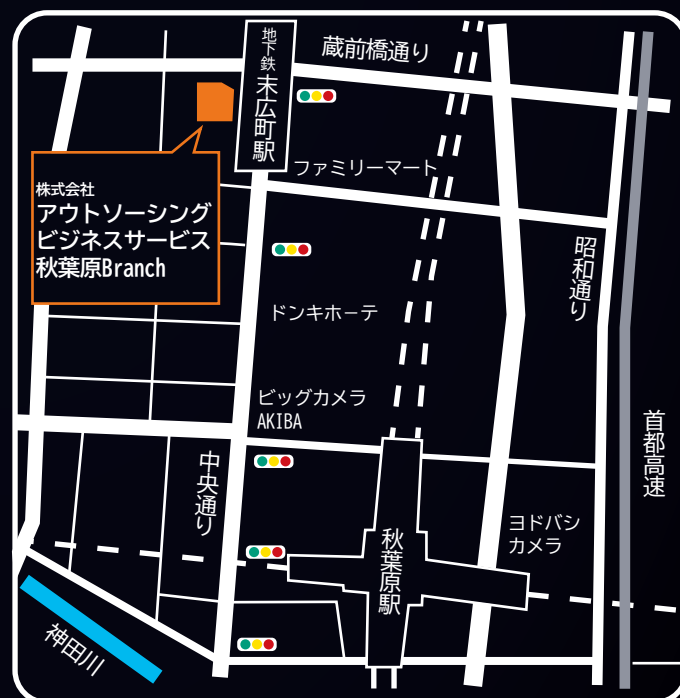 蔵前橋通り
地下鉄
末広町駅
ファミリーマート
株式会社
アウトソーシング
ビジネスサービス
秋葉原Branch
昭和通り
ドンキホーテ
ビッグカメラ
AKIBA
首都高速
中央通り
ヨドバシ
カメラ
秋葉原駅
神田川